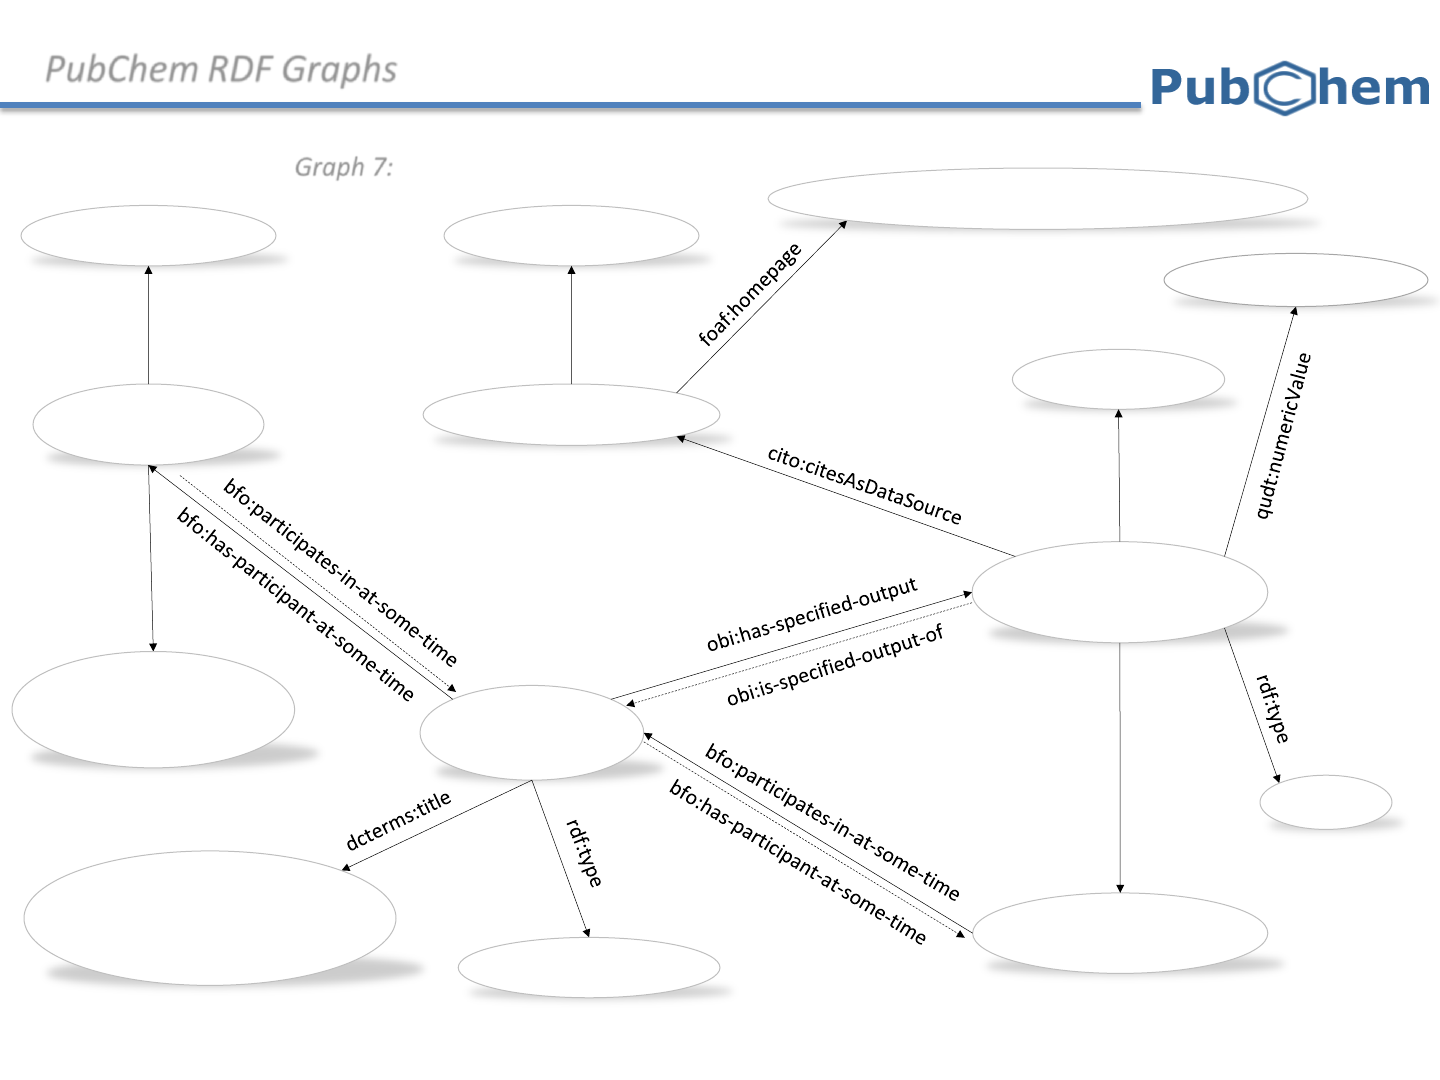 PubChem RDF Graphs
PubChem
Graph 7:
foaf:homepage
qudt:numericValue
cito:citesAsDataSource
bfo:participates-in-at-some-time
bfo:has-participant-at-some-time
obi:has-specified-output
obi:is-specified-output-of
rdf:type
bfo:participates-in-at-some-time
bfo:has-participant-at-some-time
dcterms:title
rdf:type